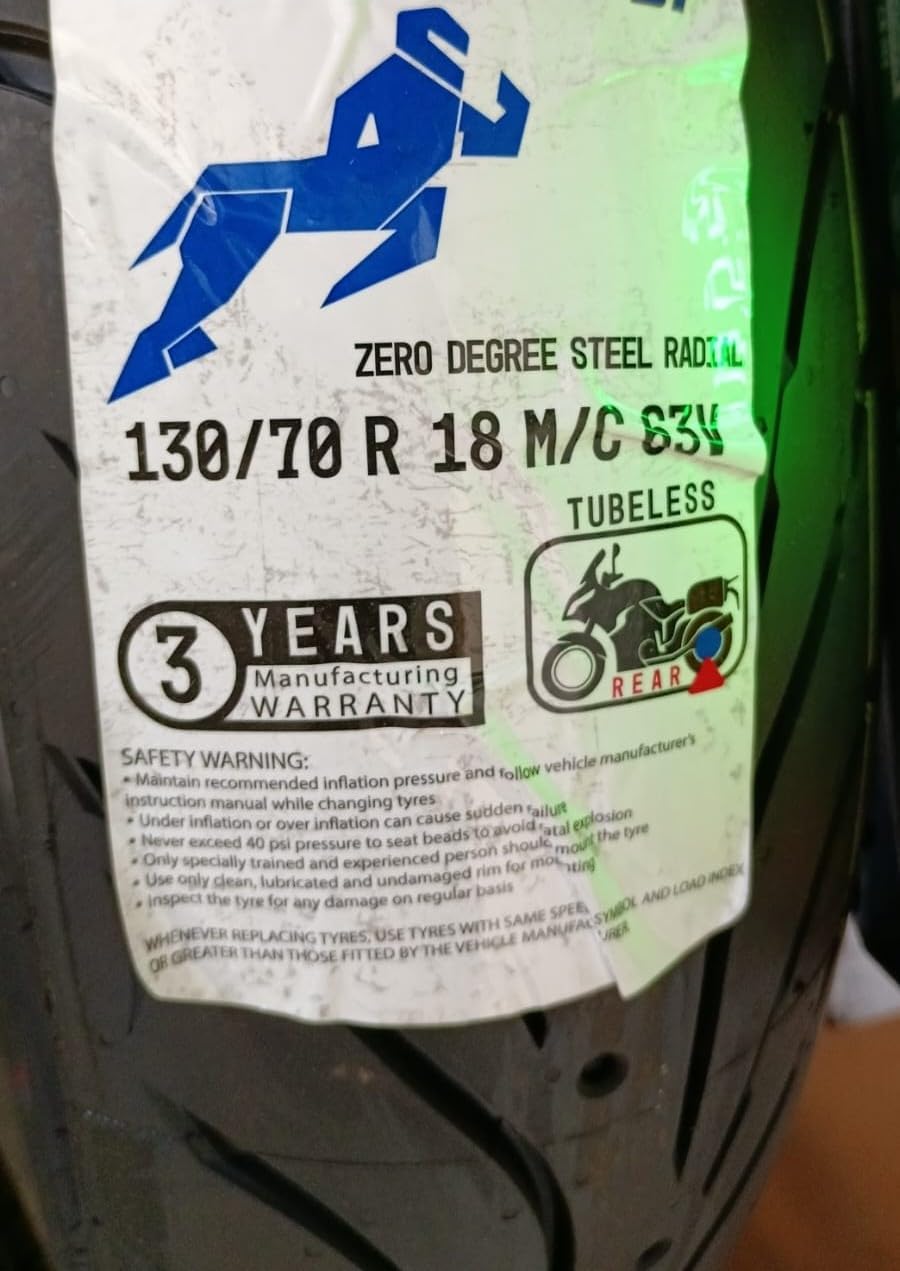 ZERO DEGREE STEEL RADIAL
130/70 R 18 M/C 63V
TUBELESS
3 YEARS
Manufacturing
WARRANTY
REAR
SAFETY WARNING:
• Maintain recommended inflation pressure and follow vehicle manufacturer's
instruction manual while changing tyres
• Under inflation or over inflation can cause sudden failure
• Never exceed 40 psi pressure to seat beads to avoid fatal explosion
• Only specially trained and experienced person should mount the tyre
• Use only clean, lubricated and undamaged rim for mounting
• Inspect the tyre for any damage on regular basis
WHENEVER REPLACING TYRES, USE TYRES WITH SAME SPEED SYMBOL AND LOAD INDEX
OR GREATER THAN THOSE FITTED BY THE VEHICLE MANUFACTURER